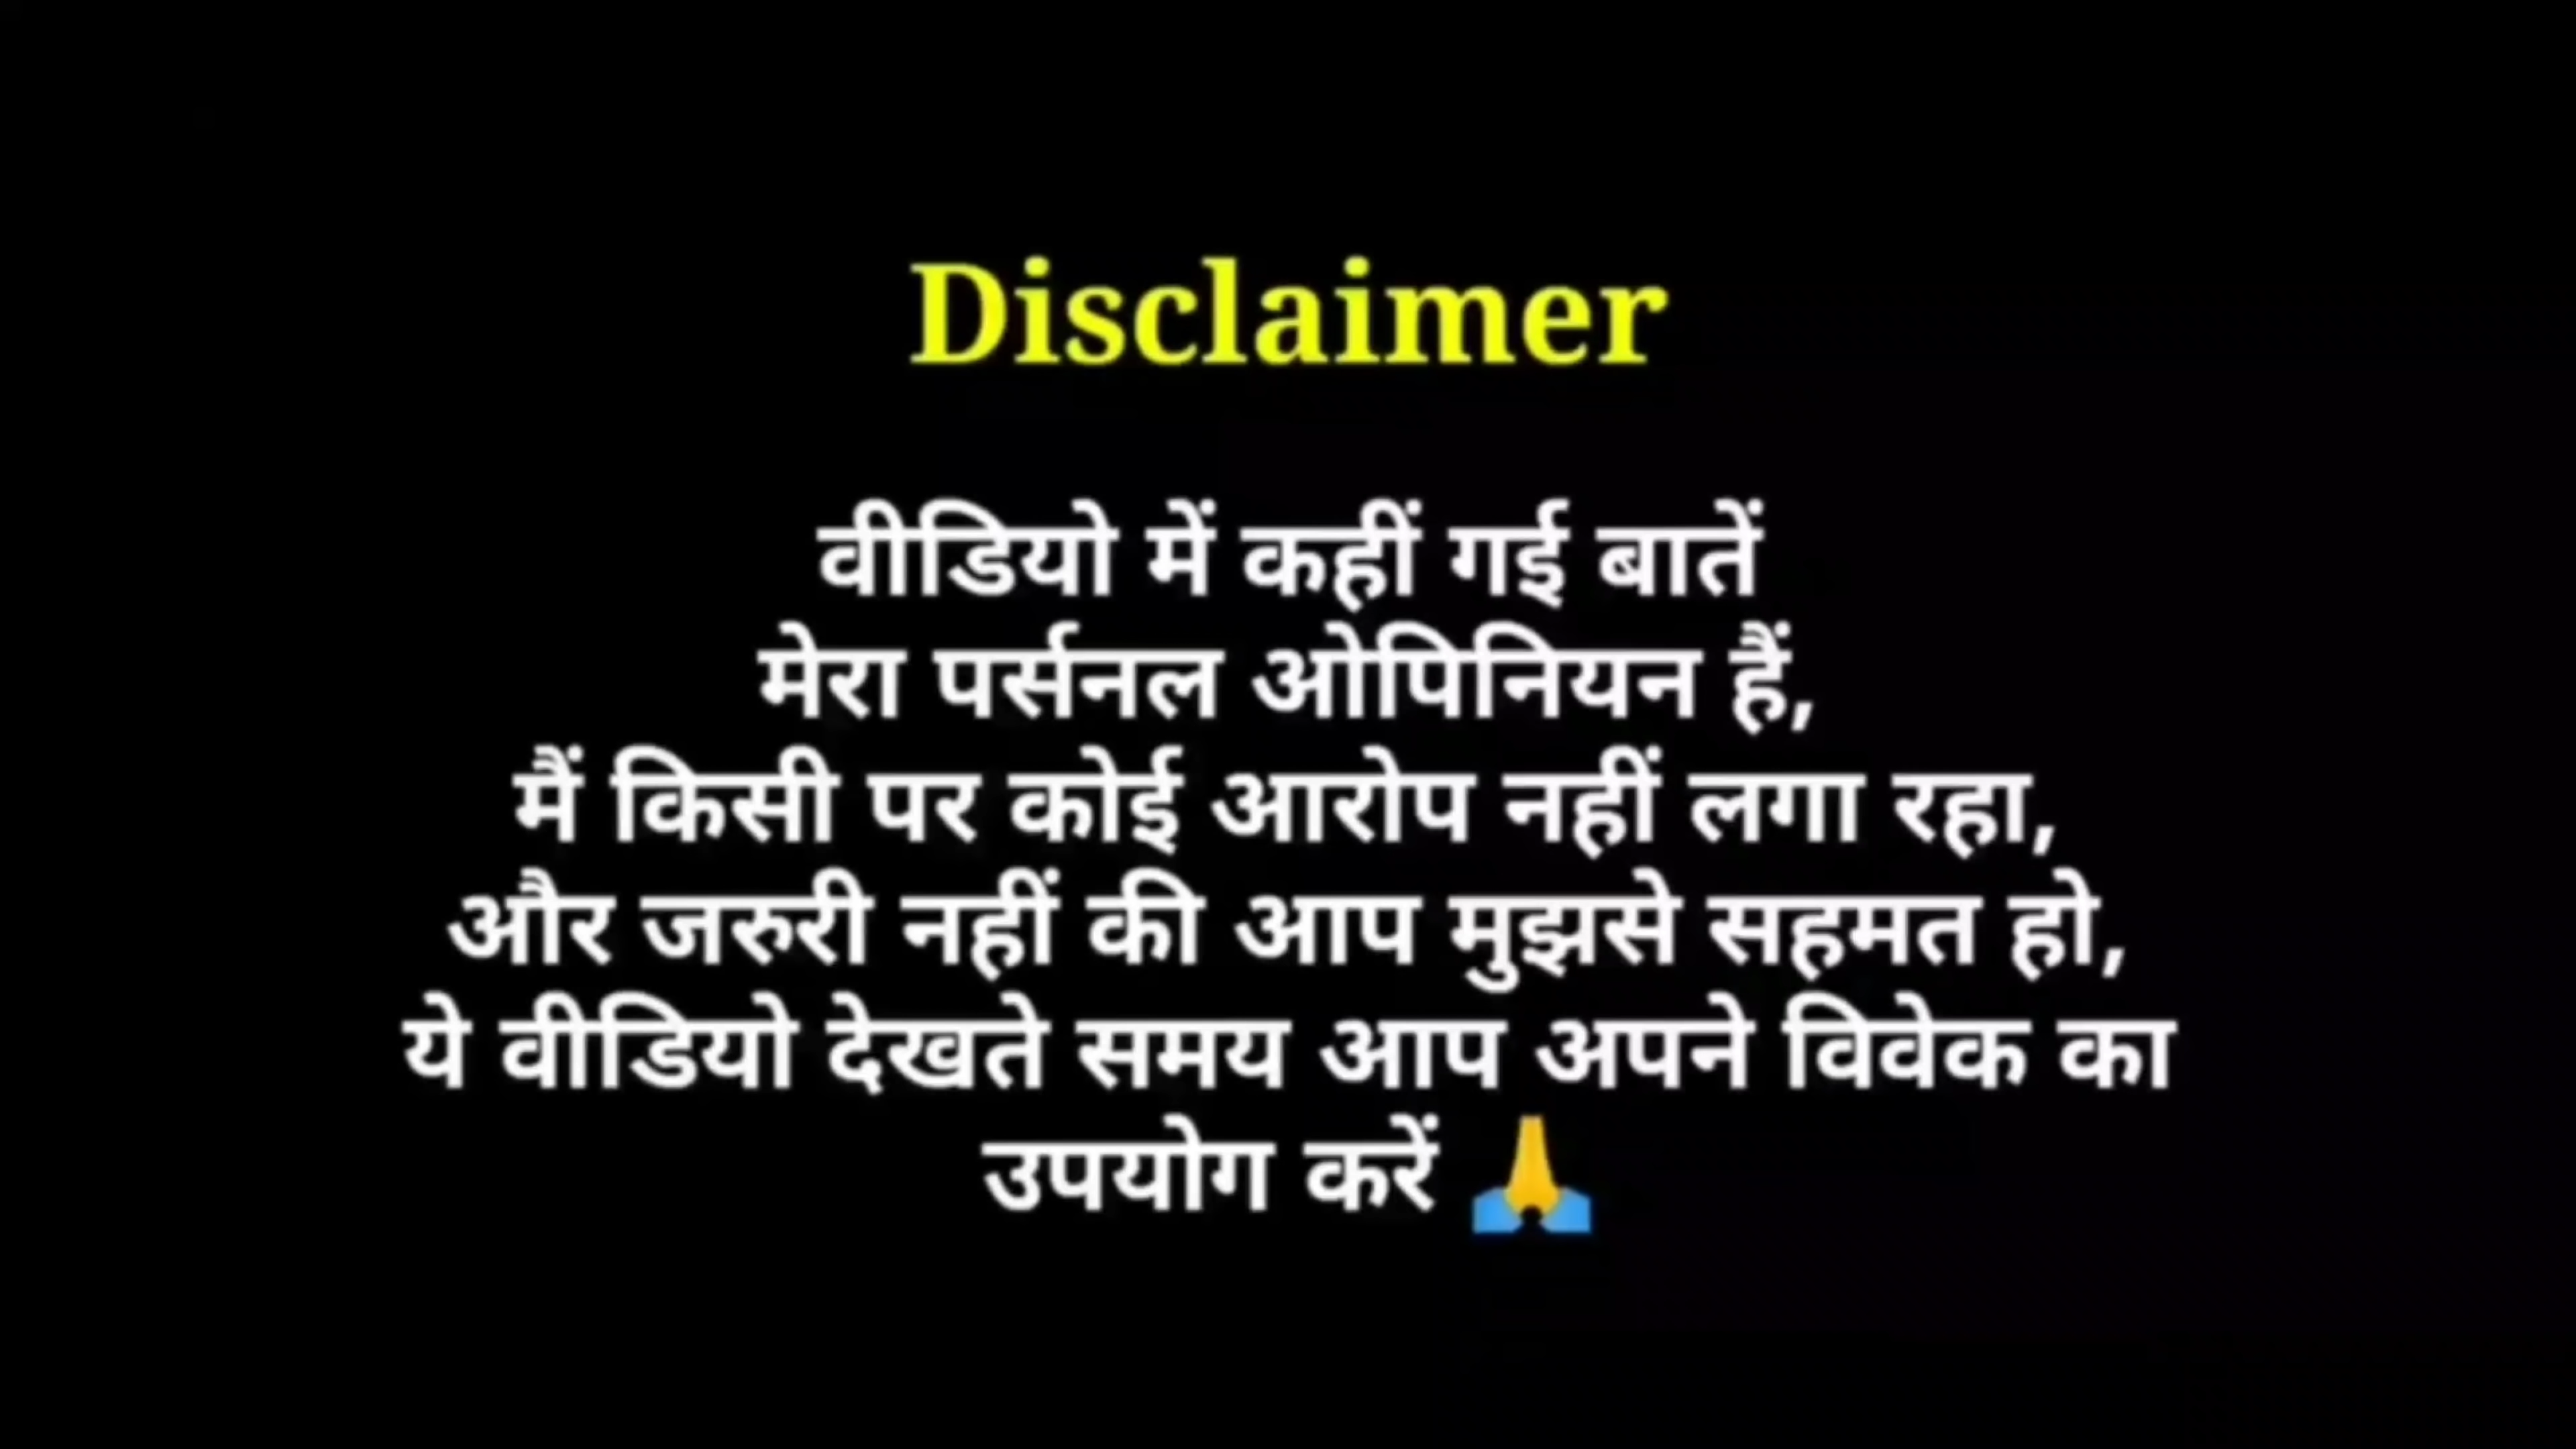 Disclaimer
वीडियो में कहीं गई बातें
मेरा पर्सनल ओपिनियन हैं,
मैं किसी पर कोई आरोप नहीं लगा रहा,
और जरुरी नहीं की आप मुझसे सहमत हो,
ये वीडियो देखते समय आप अपने विवेक का
उपयोग करें 🙏